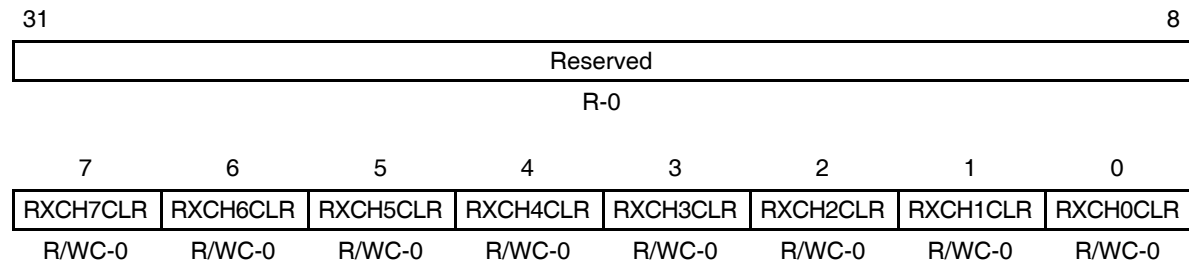 31 8
Reserved
R-0
7 6 5 4 3 2 1 0
RXCH7CLR RXCH6CLR RXCH5CLR RXCH4CLR RXCH3CLR RXCH2CLR RXCH1CLR RXCH0CLR
R/WC-0 R/WC-0 R/WC-0 R/WC-0 R/WC-0 R/WC-0 R/WC-0 R/WC-0